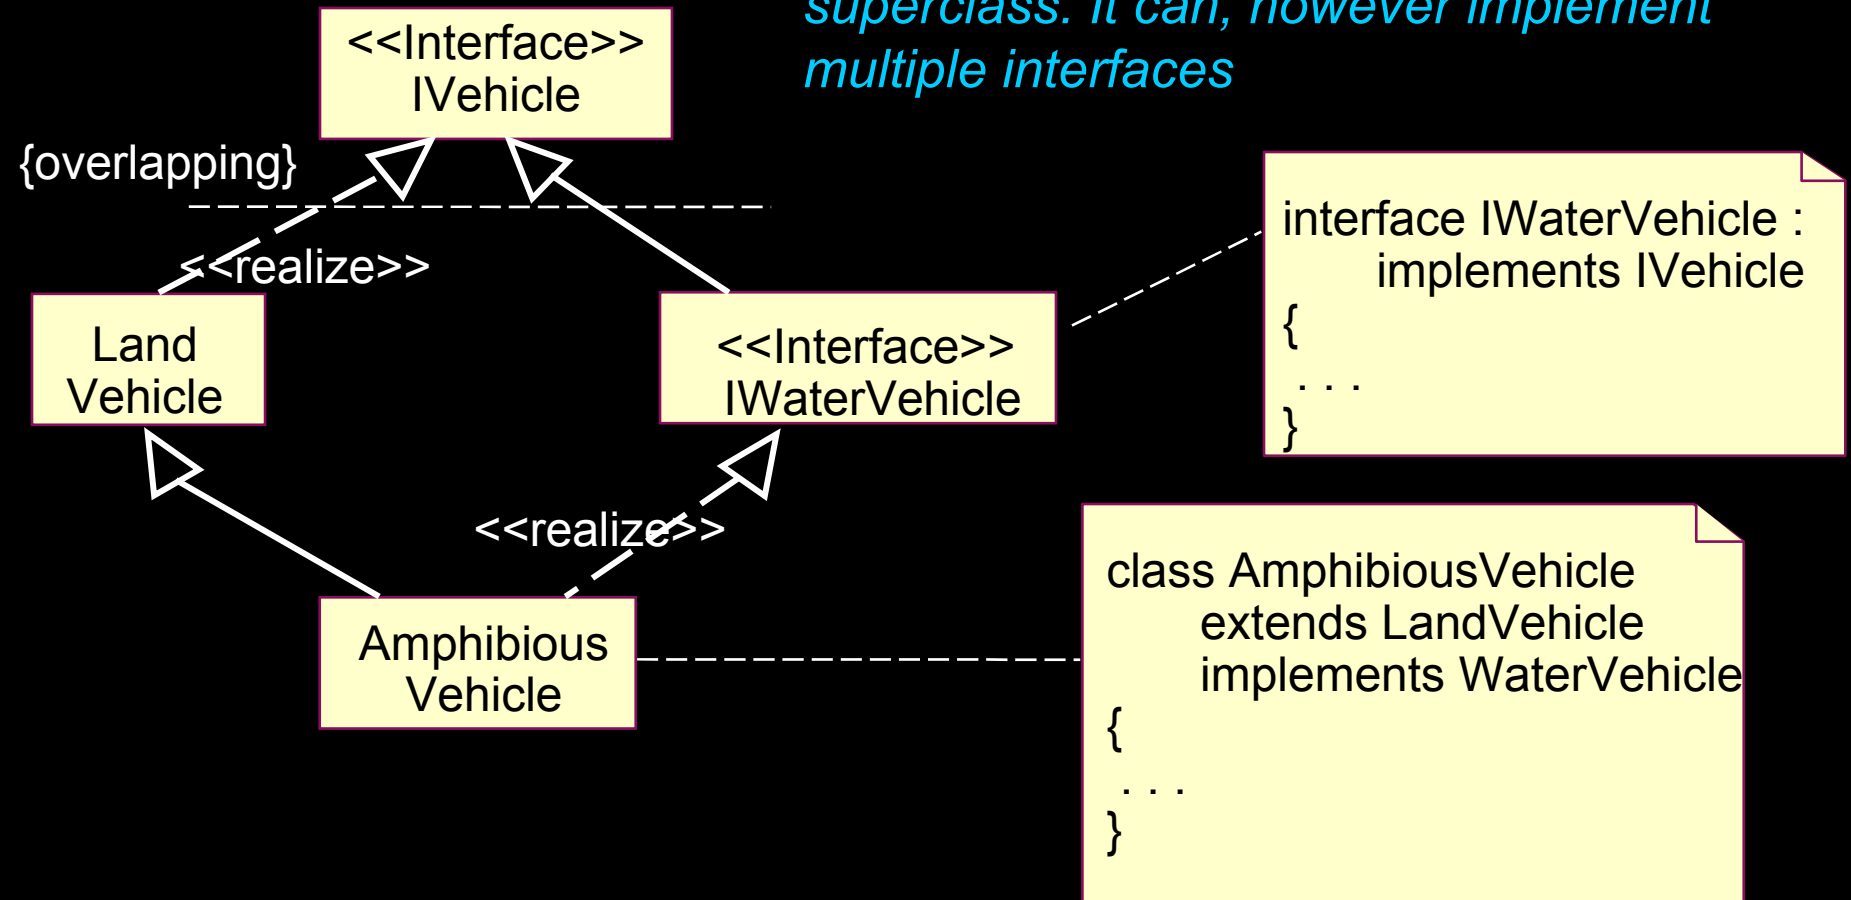 superclass. It can, however implement
multiple interfaces
<<Interface>>
IVehicle
{overlapping}
<<realize>>
Land
Vehicle
<<Interface>>
IWaterVehicle
interface IWaterVehicle :
implements IVehicle
{
. . .
}
<<realize>>
Amphibious
Vehicle
class AmphibiousVehicle
extends LandVehicle
implements WaterVehicle
{
. . .
}